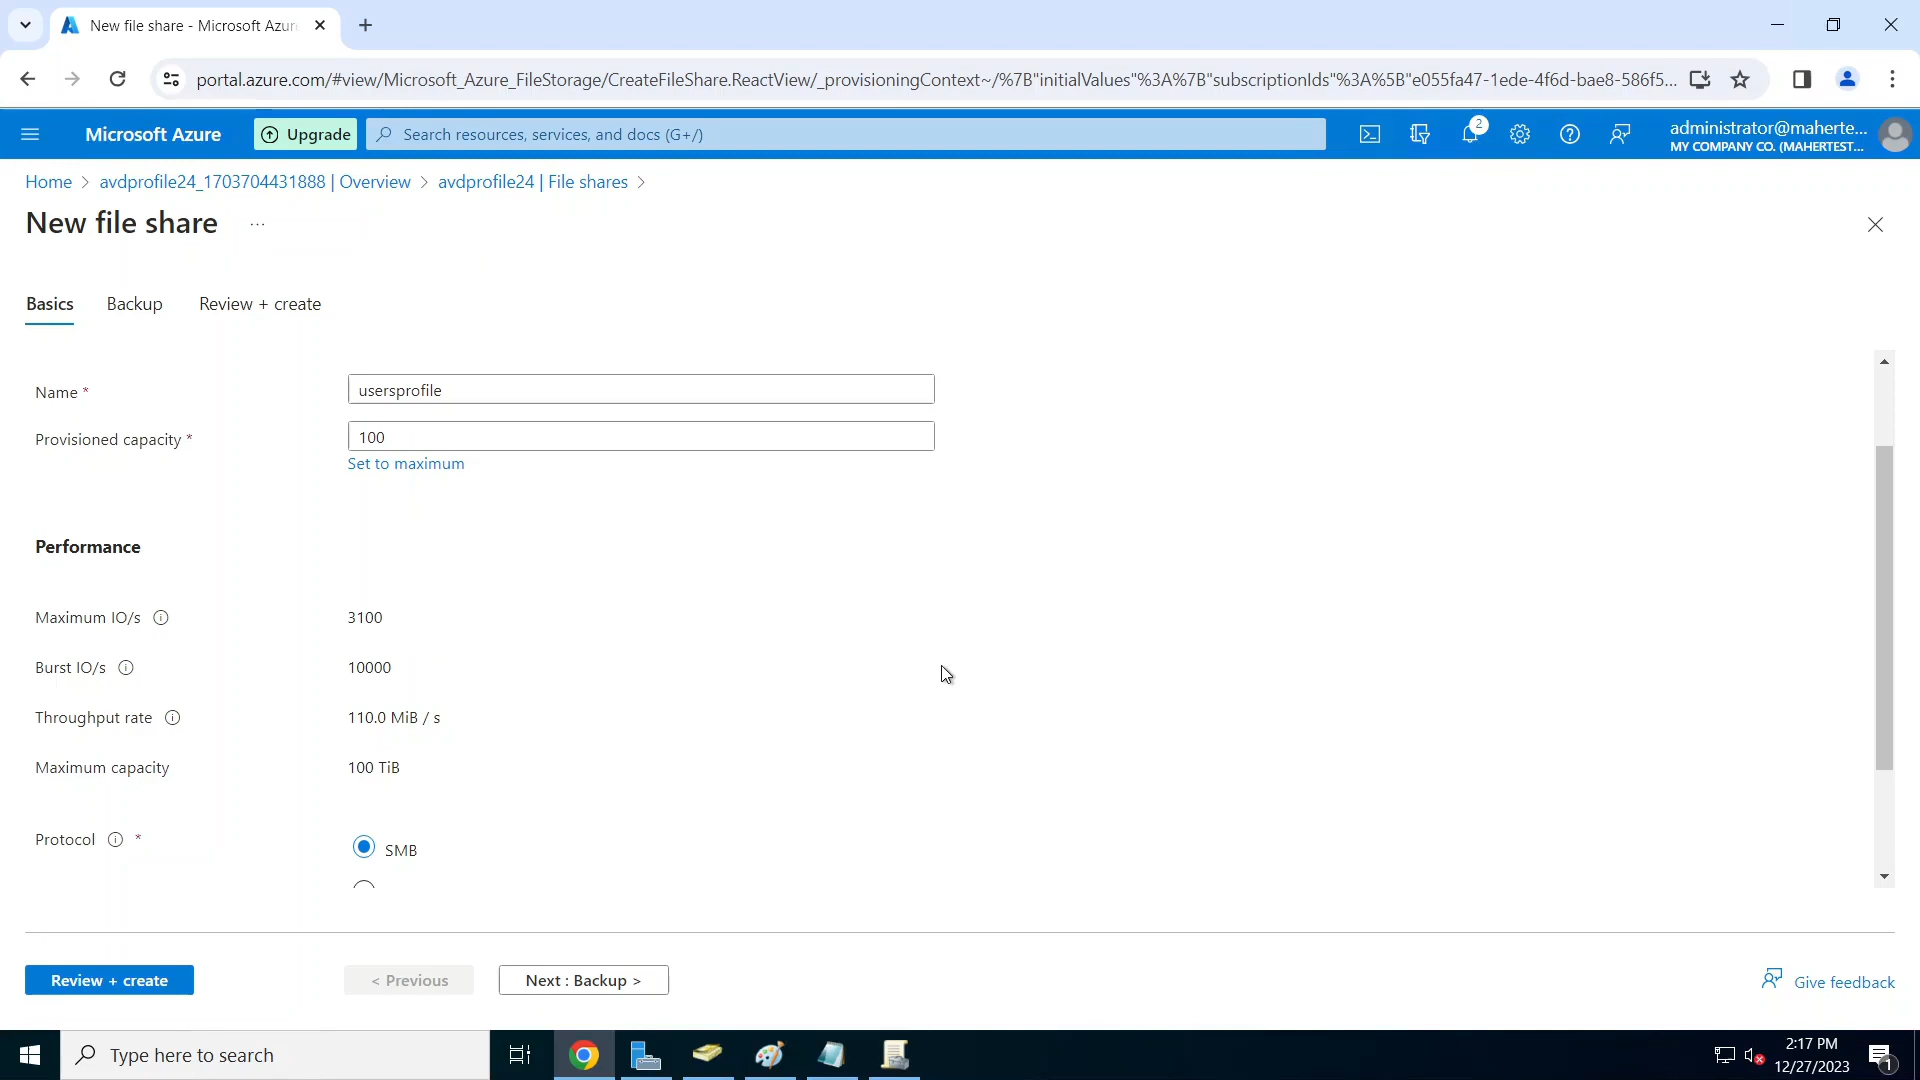 New file share - Microsoft Azur
portal.azure.com/#view/Microsoft_Azure_FileStorage/CreateFileShare.ReactView/_provisioningContext~/%7B"initialValues"%3A%7B"subscriptionIds"%3A%5B"e055fa47-1ede-4f6d-bae8-586f5...
Microsoft Azure
Upgrade
Search resources, services, and docs (G+/)
2
administrator@maherte...
MY COMPANY CO. (MAHERTEST...
Home > avdprofile24_1703704431888 | Overview > avdprofile24 | File shares >
New file share ...
Basics
Backup
Review + create
Name *
usersprofile
Provisioned capacity *
100
Set to maximum
Performance
Maximum IO/s
3100
Burst IO/s
10000
Throughput rate
110.0 MiB / s
Maximum capacity
100 TiB
Protocol *
SMB
Review + create
< Previous
Next : Backup >
Give feedback
Type here to search
2:17 PM
12/27/2023
1